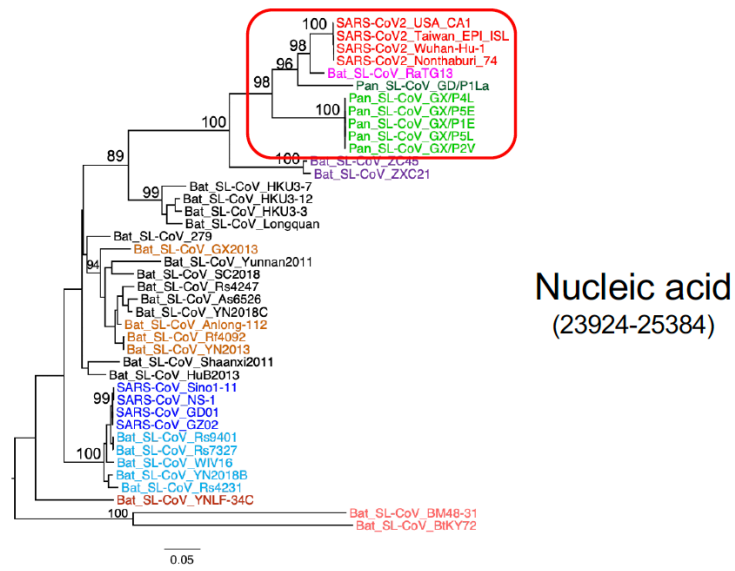 100
SARS-CoV2_USA_CA1
SARS-CoV2_Taiwan_EPI_ISL
98
SARS-CoV2_Wuhan-Hu-1
SARS-CoV2_Nonthaburi_74
96
Bat_SL-CoV_RaTG13
98
Pan_SL-CoV_GD/P1La
Pan_SL-CoV_GX/P4L
100
Pan_SL-CoV_GX/P5E
Pan_SL-CoV_GX/P1E
100
Pan_SL-CoV_GX/P5L
Pan_SL-CoV_GX/P2V
89
100
Bat_SL-CoV_ZC45
Bat_SL-CoV_ZXC21
99
Bat_SL-CoV_HKU3-7
Bat_SL-CoV_HKU3-12
Bat_SL-CoV_HKU3-3
Bat_SL-CoV_Longquan
Bat_SL-CoV_279
Bat_SL-CoV_GX2013
94
Bat_SL-CoV_Yunnan2011
Bat_SL-CoV_SC2018
Bat_SL-CoV_Rs4247
Bat_SL-CoV_As6526
Bat_SL-CoV_YN2018C
Bat_SL-CoV_Anlong-112
Bat_SL-CoV_Rf4092
Bat_SL-CoV_YN2013
Bat_SL-CoV_Shaanxi2011
Bat_SL-CoV_HuB2013
SARS-CoV_Sino1-11
99
SARS-CoV_NS-1
SARS-CoV_GD01
SARS-CoV_GZ02
Bat_SL-CoV_Rs9401
100
Bat_SL-CoV_Rs7327
Bat_SL-CoV_WIV16
Bat_SL-CoV_YN2018B
Bat_SL-CoV_Rs4231
Bat_SL-CoV_YNLF-34C
100
Bat_SL-CoV_BM48-31
Bat_SL-CoV_BtKY72
0.05
Nucleic acid
(23924-25384)